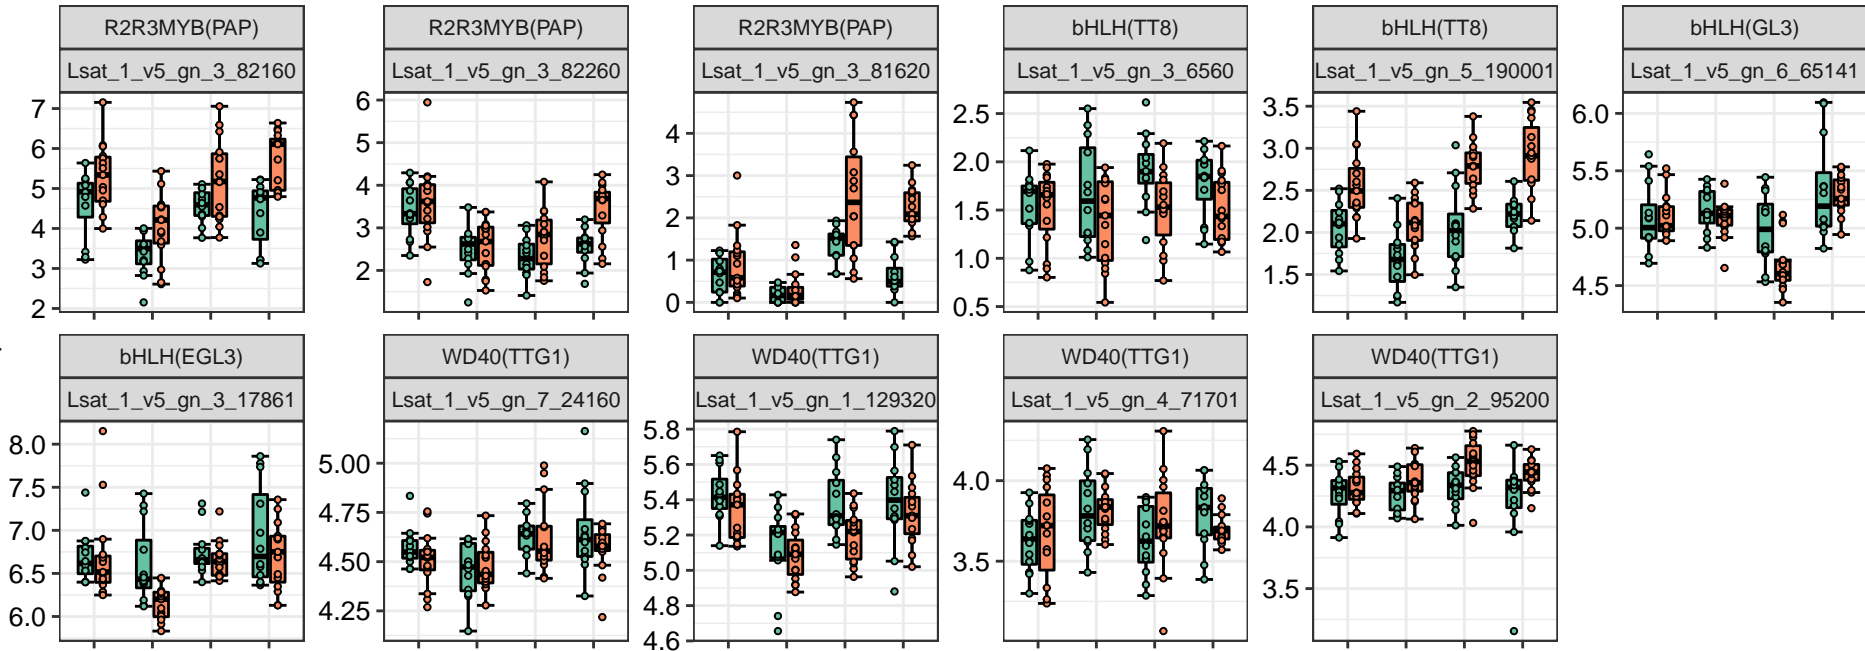 R2R3MYB(PAP)
Lsat_1_v5_gn_3_82160
7
6
5
4
3
2
R2R3MYB(PAP)
Lsat_1_v5_gn_3_82260
6
5
4
3
2
R2R3MYB(PAP)
Lsat_1_v5_gn_3_81620
4
3
2
1
0
bHLH(TT8)
Lsat_1_v5_gn_3_6560
2.5
2.0
1.5
1.0
0.5
bHLH(TT8)
Lsat_1_v5_gn_5_190001
3.5
3.0
2.5
2.0
1.5
bHLH(GL3)
Lsat_1_v5_gn_6_65141
6.0
5.5
5.0
4.5
bHLH(EGL3)
Lsat_1_v5_gn_3_17861
8.0
7.5
7.0
6.5
6.0
WD40(TTG1)
Lsat_1_v5_gn_7_24160
5.00
4.75
4.50
4.25
WD40(TTG1)
Lsat_1_v5_gn_1_129320
5.8
5.6
5.4
5.2
5.0
4.8
4.6
WD40(TTG1)
Lsat_1_v5_gn_4_71701
4.0
3.5
WD40(TTG1)
Lsat_1_v5_gn_2_95200
4.5
4.0
3.5